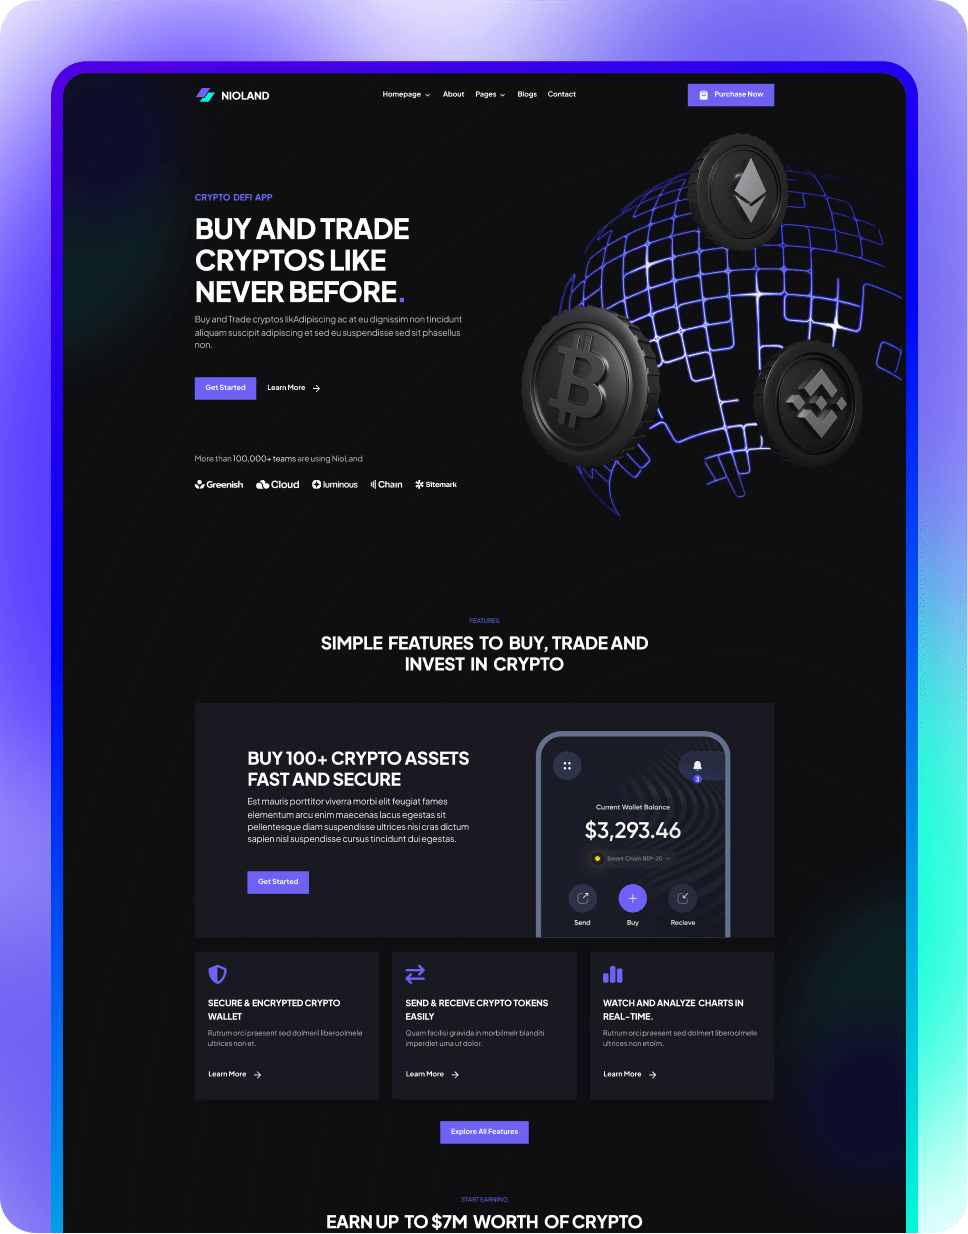 NIOLAND
Homepage
About
Pages
Blogs
Contact
Purchase Now
CRYPTO DEFI APP
BUY AND TRADE
CRYPTOS LIKE
NEVER BEFORE.
Buy and Trade cryptos likAdipiscing ac at eu dignissim non tincidunt
aliquam suscipit adipiscing et sed eu suspendisse sed sit phasellus
non.
Get Started
Learn More
More than 100,000+ teams are using NioLand
Greenish
Cloud
luminous
Chain
Sitemark
FEATURES
SIMPLE FEATURES TO BUY, TRADE AND
INVEST IN CRYPTO
BUY 100+ CRYPTO ASSETS
FAST AND SECURE
Est mauris porttitor viverra morbi elit feugiat fames
elementum arcu enim maecenas lacus egestas sit
pellentesque diam suspendisse ultrices nisi cras dictum
sapien nisl suspendisse cursus tincidunt dui egestas.
Get Started
3
Current Wallet Balance
$3,293.46
Smart Chain BEP-20
Send
Buy
Recieve
SECURE & ENCRYPTED CRYPTO
WALLET
Rutrum orci praesent sed dolmeril liberoolmele
ultrices non et.
Learn More
SEND & RECEIVE CRYPTO TOKENS
EASILY
Quam facilisi gravida in morbilmelr blanditi
imperdiet uma ut dolor.
Learn More
WATCH AND ANALYZE CHARTS IN
REAL-TIME.
Rutrum orci praesent sed dolmert liberoolmele
ultrices non etolm.
Learn More
Explore All Features
START EARNING
EARN UP TO $7M WORTH OF CRYPTO